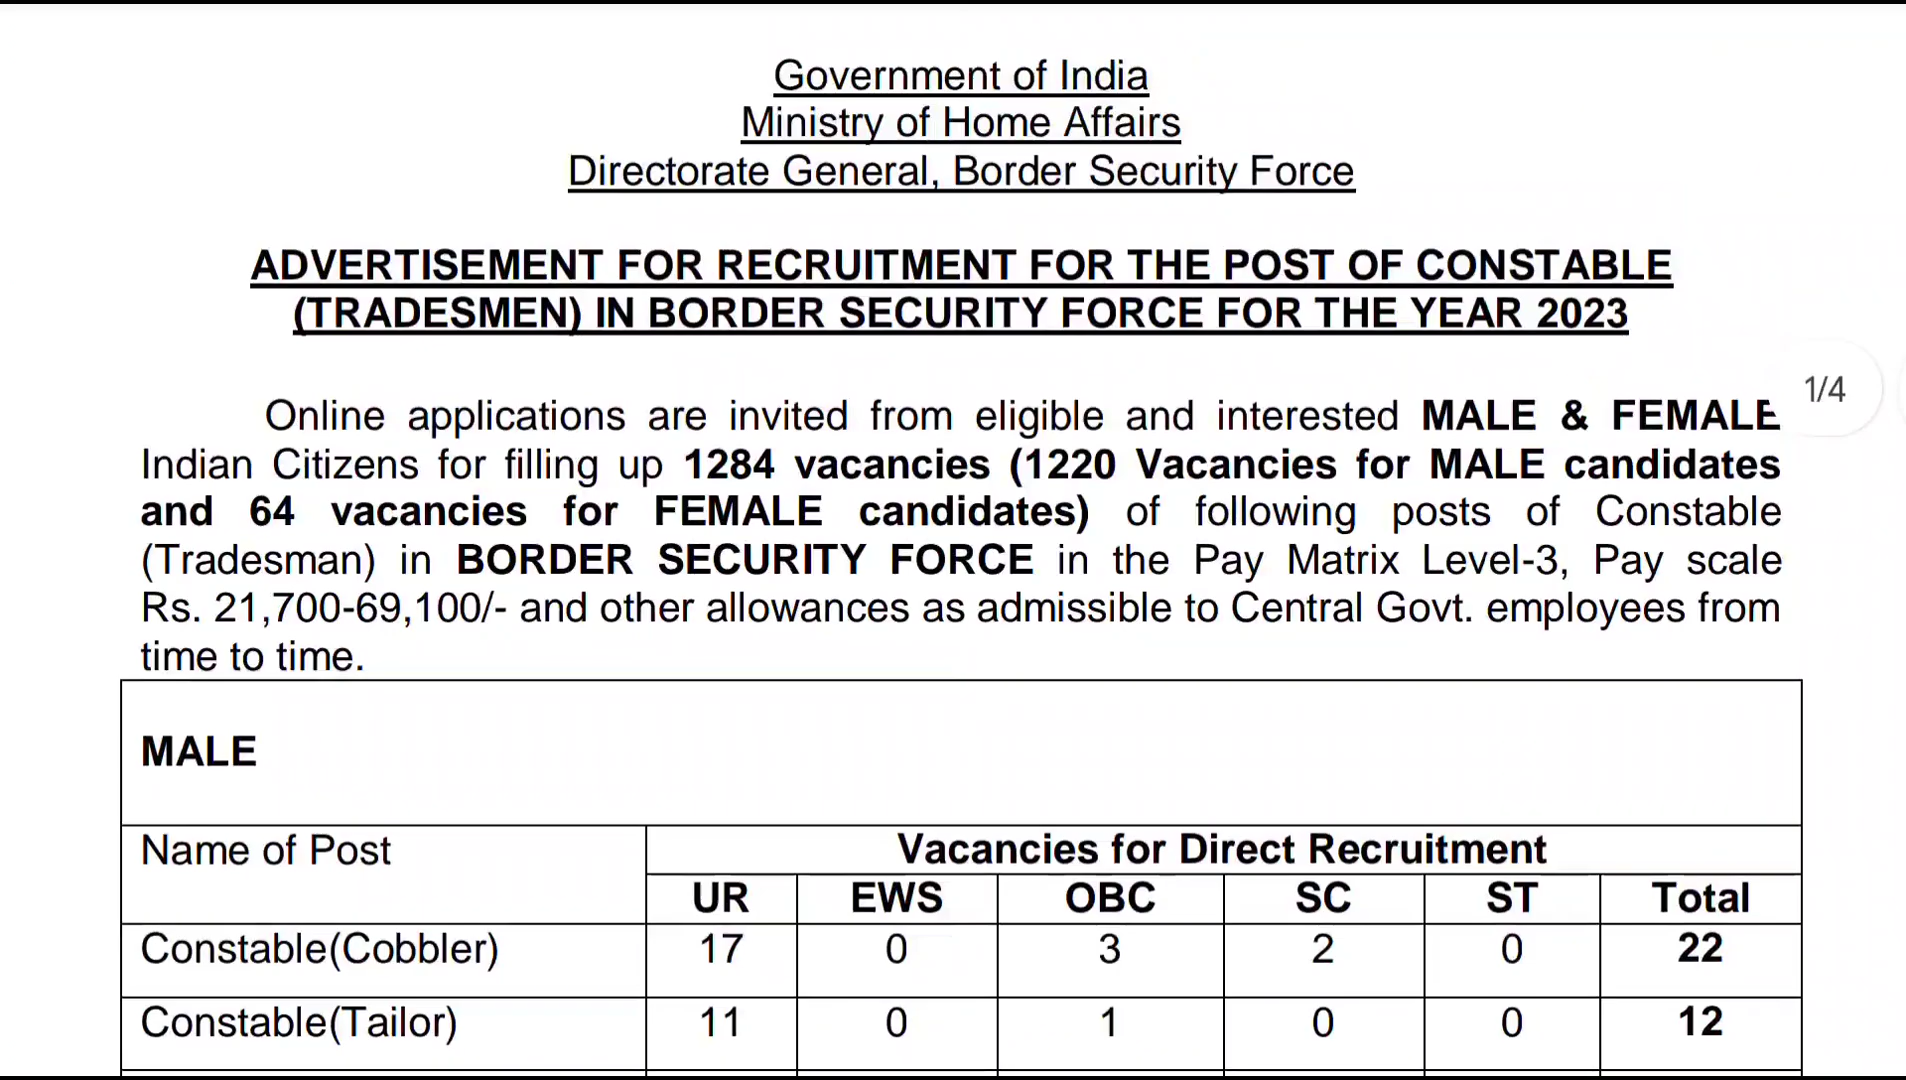 Government of India
Ministry of Home Affairs
Directorate General, Border Security Force
ADVERTISEMENT FOR RECRUITMENT FOR THE POST OF CONSTABLE
(TRADESMEN) IN BORDER SECURITY FORCE FOR THE YEAR 2023
1/4
Online applications are invited from eligible and interested MALE & FEMALE
Indian Citizens for filling up 1284 vacancies (1220 Vacancies for MALE candidates
and 64 vacancies for FEMALE candidates) of following posts of Constable
(Tradesman) in BORDER SECURITY FORCE in the Pay Matrix Level-3, Pay scale
Rs. 21,700-69,100/- and other allowances as admissible to Central Govt. employees from
time to time.
MALE
Name of Post Vacancies for Direct Recruitment
UR EWS OBC SC ST Total
Constable(Cobbler) 17 0 3 2 0 22
Constable(Tailor) 11 0 1 0 0 12